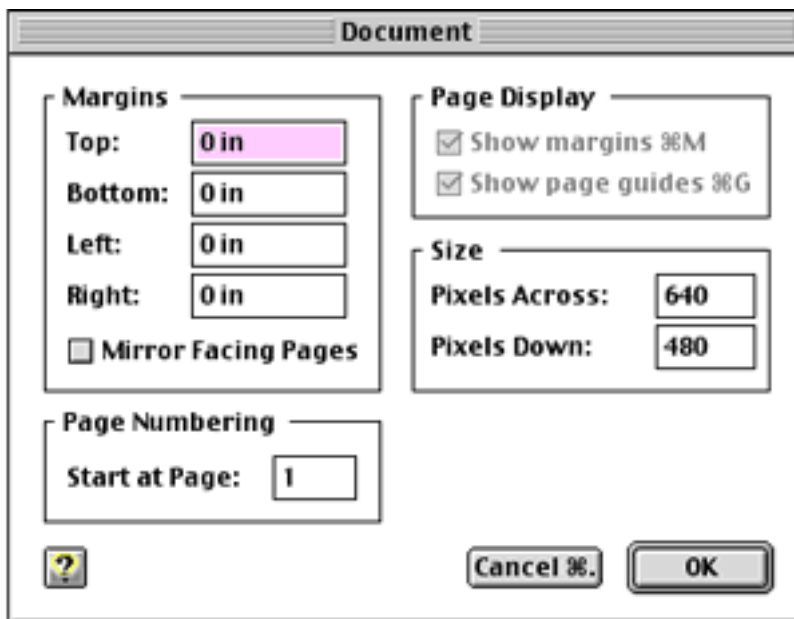 Document
Margins
Top: 0 in
Bottom: 0 in
Left: 0 in
Right: 0 in
Mirror Facing Pages
Page Numbering
Start at Page: 1
Page Display
Show margins ⌘M
Show page guides ⌘G
Size
Pixels Across: 640
Pixels Down: 480
?
Cancel ⌘.
OK